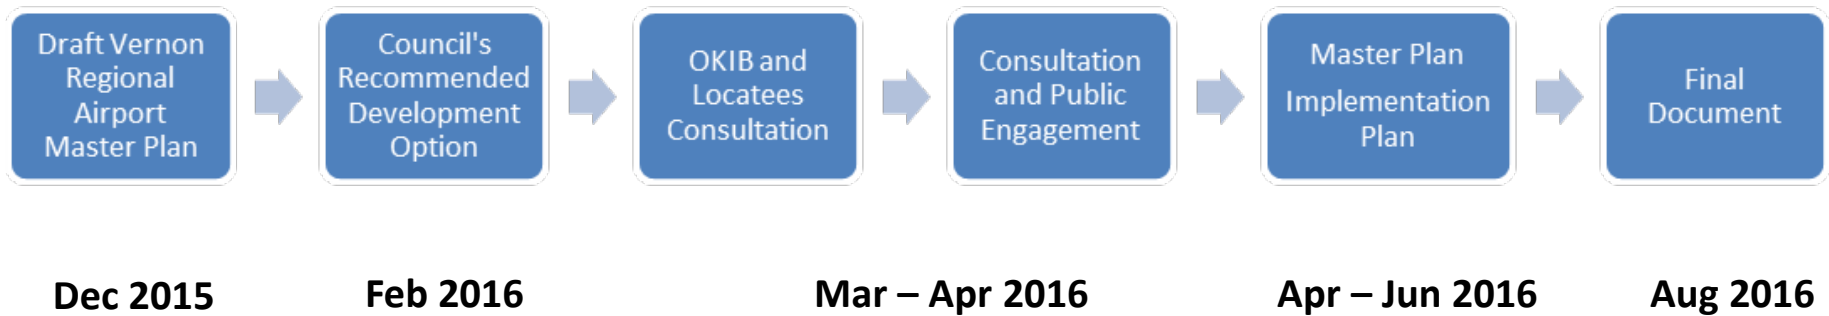 Draft Vernon
Regional
Airport
Master Plan
Council's
Recommended
Development
Option
OKIB and
Locatees
Consultation
Consultation
and Public
Engagement
Master Plan
Implementation
Plan
Final
Document
Dec 2015
Feb 2016
Mar – Apr 2016
Apr – Jun 2016
Aug 2016